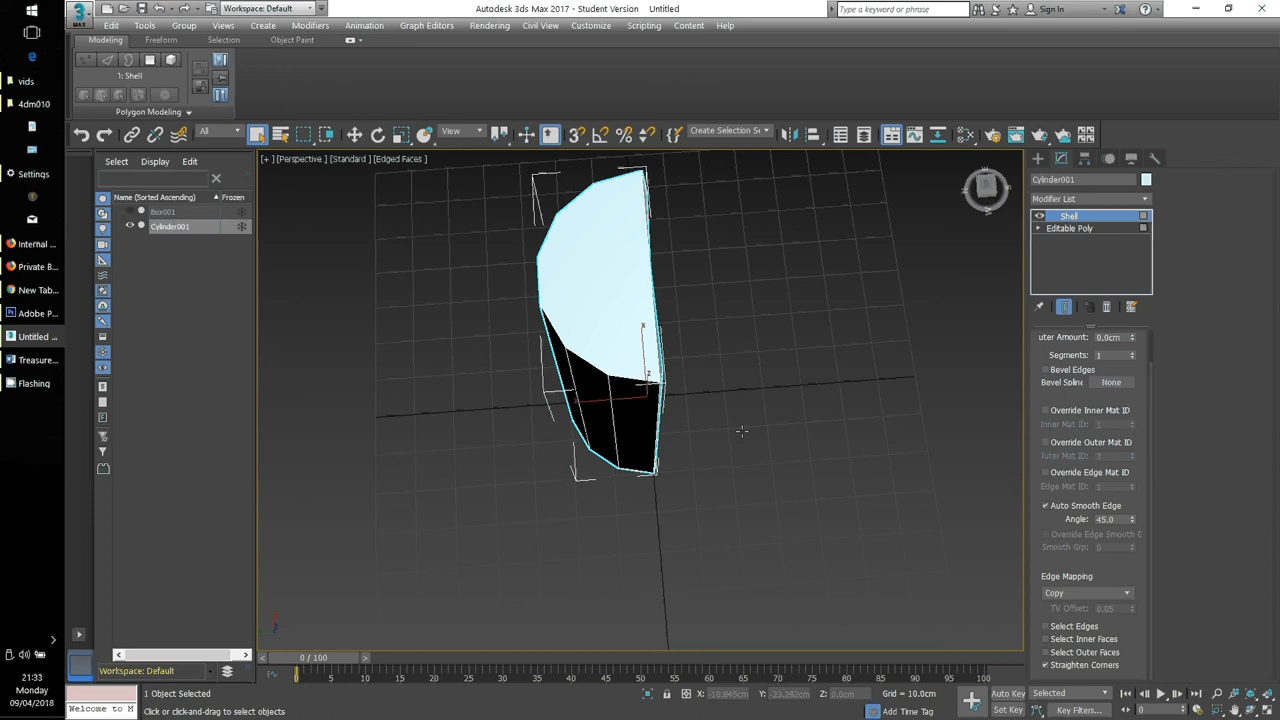 Workspace: Default
Autodesk 3ds Max 2017 - Student Version    Untitled
Type a keyword or phrase
Sign In
MAX
Edit Tools Group Views Create Modifiers Animation Graph Editors Rendering Civil View Customize Scripting Content Help
Modeling Freeform Selection Object Paint
1: Shell
Polygon Modeling
All
View
Create Selection Se
Select Display Edit
[+] [Perspective] [Standard] [Edged Faces]
Name (Sorted Ascending) Frozen
Box001
Cylinder001
vids
4dm010
Settings
Internal ...
Private B...
New Tab...
Adobe P...
Untitled ...
Treasure...
Flashing
21:33
Monday
09/04/2018
Cylinder001
Modifier List
Shell
Editable Poly
uter Amount: 0.0cm
Segments: 1
Bevel Edges
Bevel Spline None
Override Inner Mat ID
Inner Mat ID: 1
Override Outer Mat ID
Outer Mat ID: 3
Override Edge Mat ID
Edge Mat ID: 1
Auto Smooth Edge
Angle: 45.0
Override Edge Smooth G
Smooth Grp: 0
Edge Mapping
Copy
TV Offset: 0.05
Select Edges
Select Inner Faces
Select Outer Faces
Straighten Corners
Workspace: Default
0 / 100
0 5 10 15 20 25 30 35 40 45 50 55 60 65 70 75 80 85 90 95 100
Welcome to M
1 Object Selected
Click or click-and-drag to select objects
X: -10.845cm Y: -23.282cm Z: 0.0cm Grid = 10.0cm
Add Time Tag
Auto Key Selected
Set Key Key Filters...
0